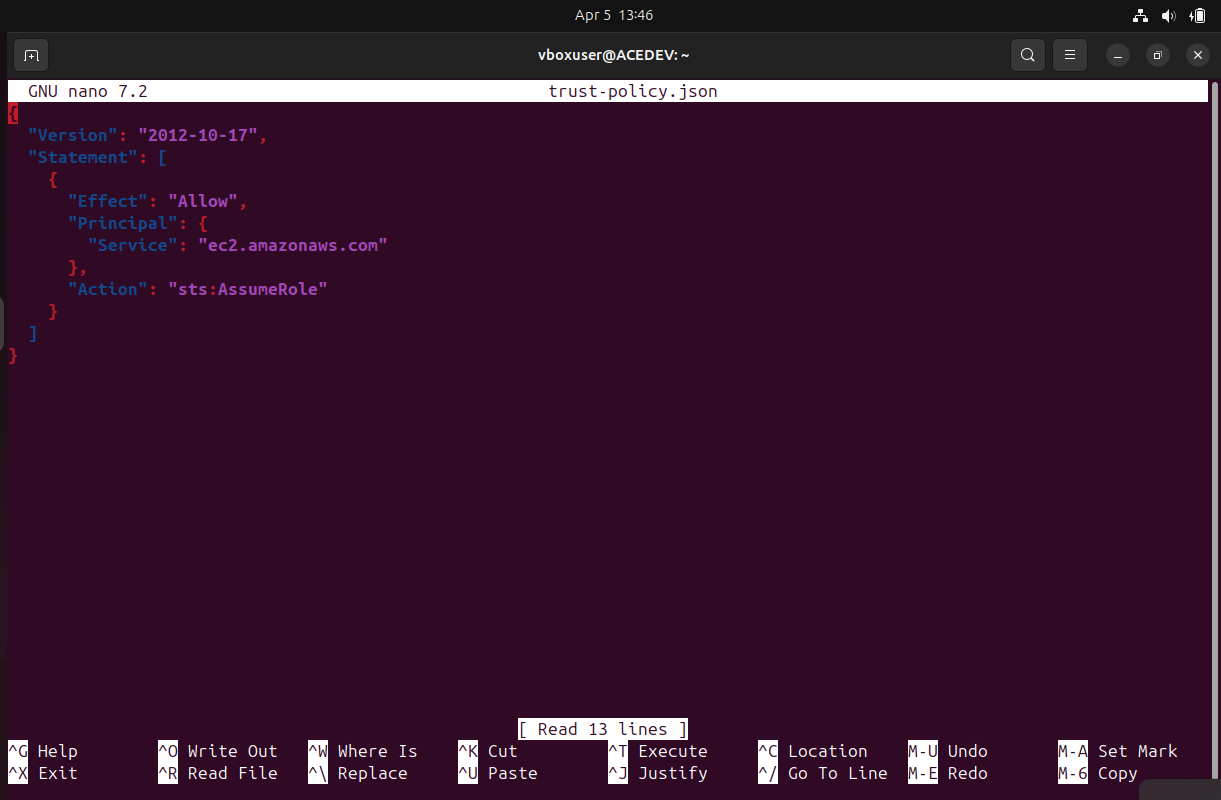 Apr 5 13:46
vboxuser@ACEDEV: ~
GNU nano 7.2 trust-policy.json
{
  "Version": "2012-10-17",
  "Statement": [
    {
      "Effect": "Allow",
      "Principal": {
        "Service": "ec2.amazonaws.com"
      },
      "Action": "sts:AssumeRole"
    }
  ]
}
[ Read 13 lines ]
^G Help ^O Write Out ^W Where Is ^K Cut ^T Execute ^C Location M-U Undo M-A Set Mark
^X Exit ^R Read File ^\ Replace ^U Paste ^J Justify ^/ Go To Line M-E Redo M-6 Copy